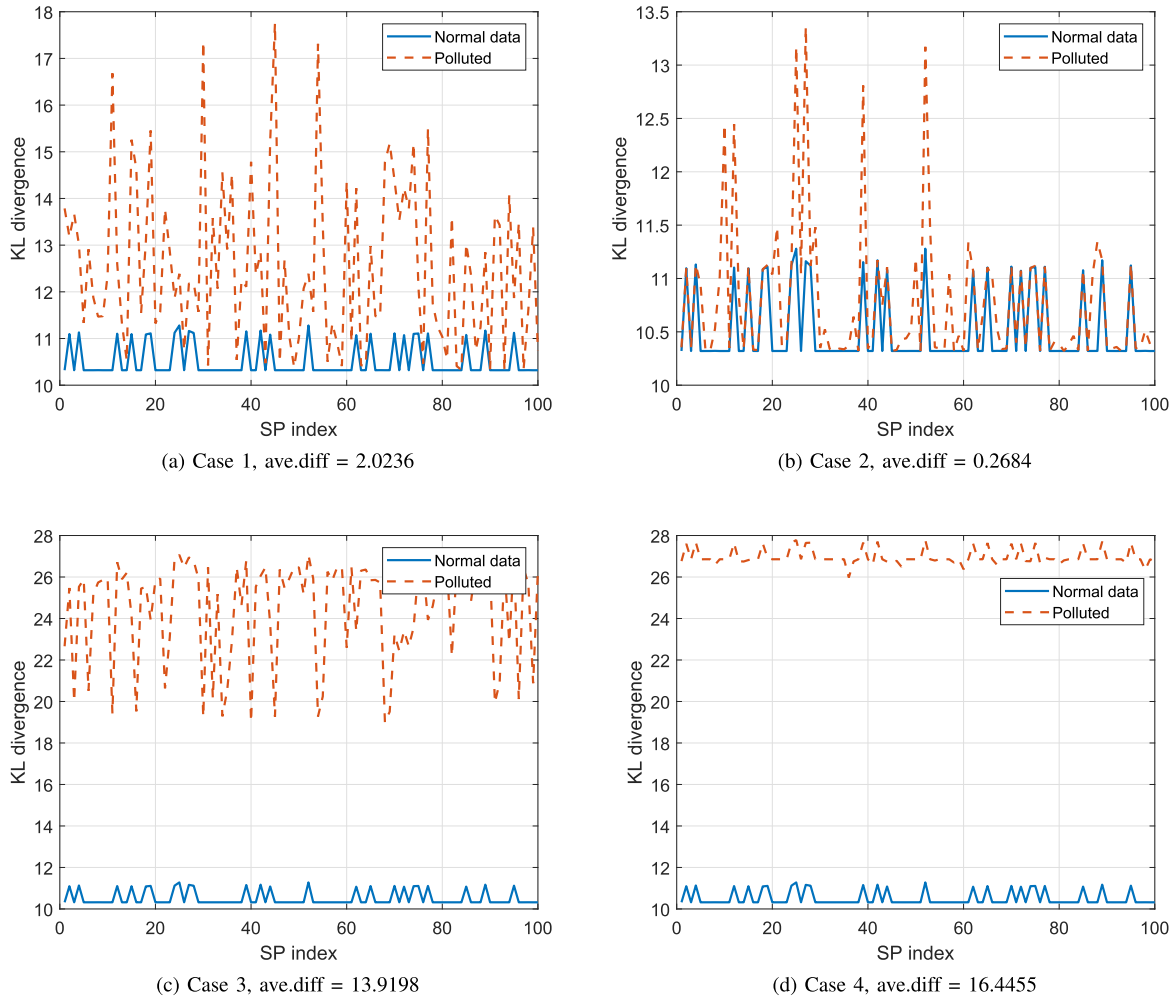 18
17
16
15
14
13
12
11
10
KL divergence
0 20 40 60 80 100
SP index
Normal data
Polluted
(a) Case 1, ave.diff = 2.0236
13.5
13
12.5
12
11.5
11
10.5
10
KL divergence
0 20 40 60 80 100
SP index
Normal data
Polluted
(b) Case 2, ave.diff = 0.2684
28
26
24
22
20
18
16
14
12
10
KL divergence
0 20 40 60 80 100
SP index
Normal data
Polluted
(c) Case 3, ave.diff = 13.9198
28
26
24
22
20
18
16
14
12
10
KL divergence
0 20 40 60 80 100
SP index
Normal data
Polluted
(d) Case 4, ave.diff = 16.4455